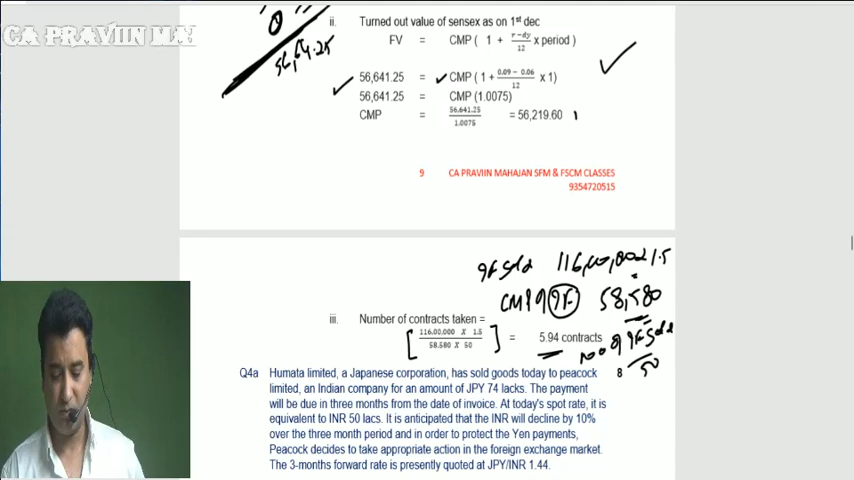 CA PRAVIIN MAHAJ
56,64.25
ii. Turned out value of sensex as on 1st dec
FV = CMP ( 1 + r−dy/12 x period )
56,641.25 = CMP (1 + 0.09 − 0.06/12 x 1)
56,641.25 = CMP (1.0075)
CMP = 56,641.25/1.0075 = 56,219.60
9 CA PRAVIIN MAHAJAN SFM & FSCM CLASSES
9354720515
58,580
iii. Number of contracts taken =
[ 116,00,000 X 1.5/58,580 X 50 ] = 5.94 contracts
50
Q4a Humata limited, a Japanese corporation, has sold goods today to peacock 8
limited, an Indian company for an amount of JPY 74 lacks. The payment
will be due in three months from the date of invoice. At today's spot rate, it is
equivalent to INR 50 lacs. It is anticipated that the INR will decline by 10%
over the three month period and in order to protect the Yen payments,
Peacock decides to take appropriate action in the foreign exchange market.
The 3-months forward rate is presently quoted at JPY/INR 1.44.